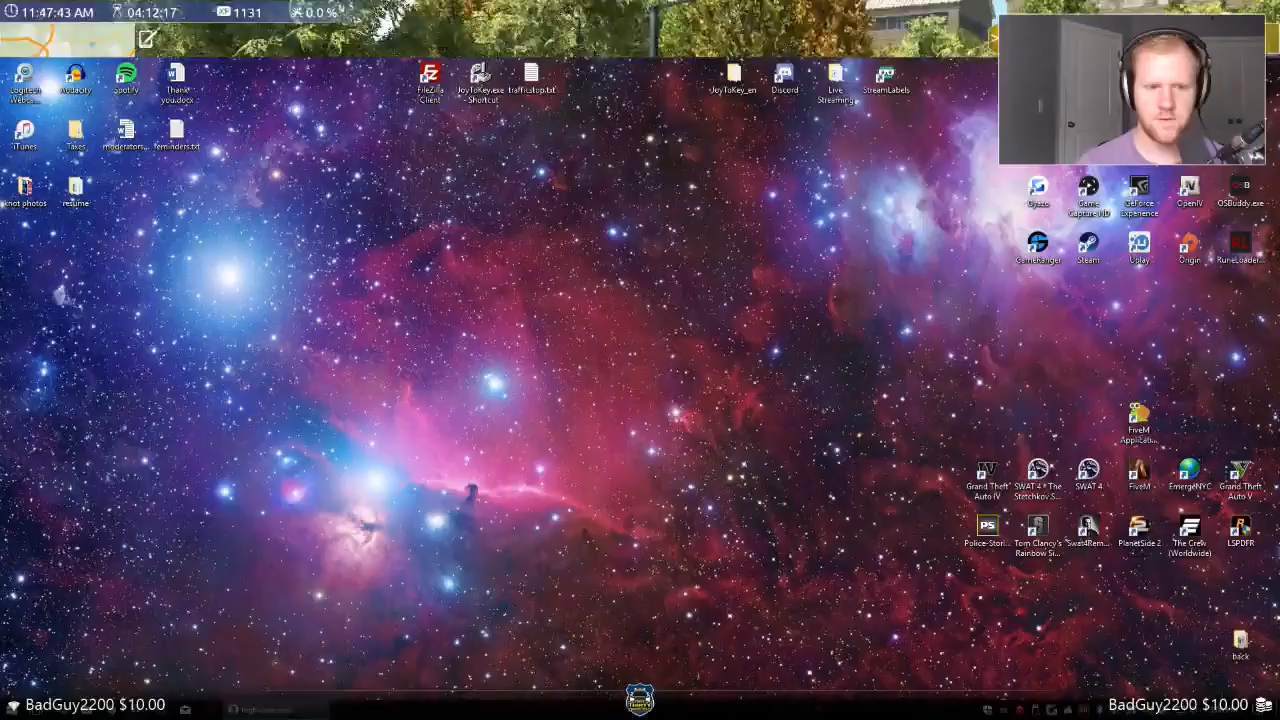 11:47:43 AM 04:12:17 XP 1131 0.0 %
Logitech Webc...
Audacity
Spotify
Thank you.docx
FileZilla Client
JoyToKey.exe - Shortcut
trafficstop.txt
JoyToKey_en
Discord
Live Streaming
StreamLabels
iTunes
Taxes
moderators...
reminders.txt
knot photos
resume
Gyazo
Game Capture HD
GeForce Experience
OpenIV
OSBuddy.exe
GameRanger
Steam
Uplay
Origin
RuneLoader...
FiveM Applicati...
Grand Theft Auto IV
SWAT 4 - The Stetchkov S...
SWAT 4
FiveM
EmergeNYC
Grand Theft Auto V
Police-Stori...
Tom Clancy's Rainbow Si...
Swat4Rem...
PlanetSide 2
The Crew (Worldwide)
LSPDFR
back
BadGuy2200 $10.00
BadGuy2200 $10.00